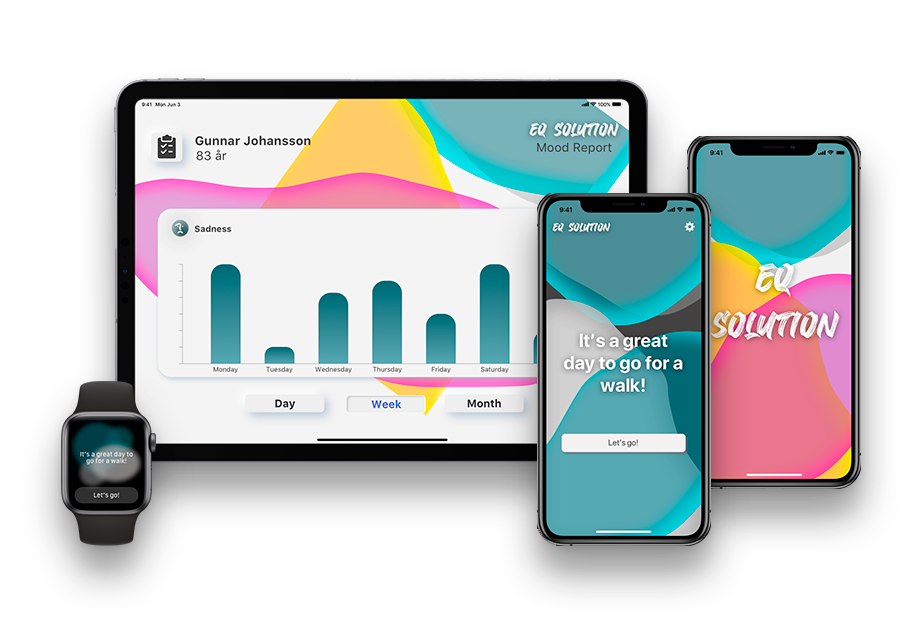 9:41 Mon Jun 3
100%
Gunnar Johansson
83 år
EQ SOLUTION
Mood Report
Sadness
Monday
Tuesday
Wednesday
Thursday
Friday
Saturday
Day
Week
Month
It's a great day to
go for a walk!
Let's go!
9:41
EQ SOLUTION
It's a great
day to go for a
walk!
Let's go!
9:41
EQ
SOLUTION